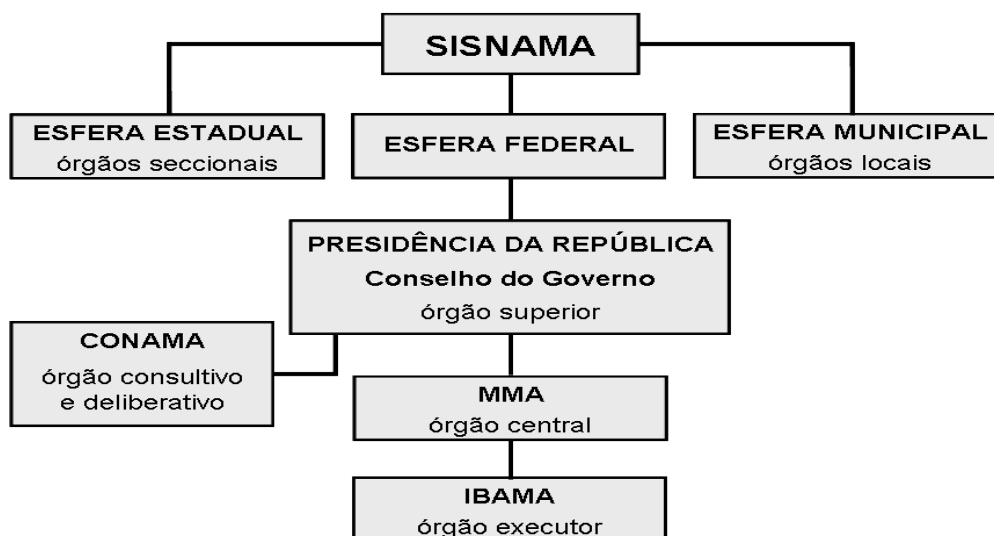 SISNAMA
ESFERA ESTADUAL
órgãos seccionais
ESFERA FEDERAL
ESFERA MUNICIPAL
órgãos locais
PRESIDÊNCIA DA REPÚBLICA
Conselho do Governo
órgão superior
CONAMA
órgão consultivo
e deliberativo
MMA
órgão central
IBAMA
órgão executor